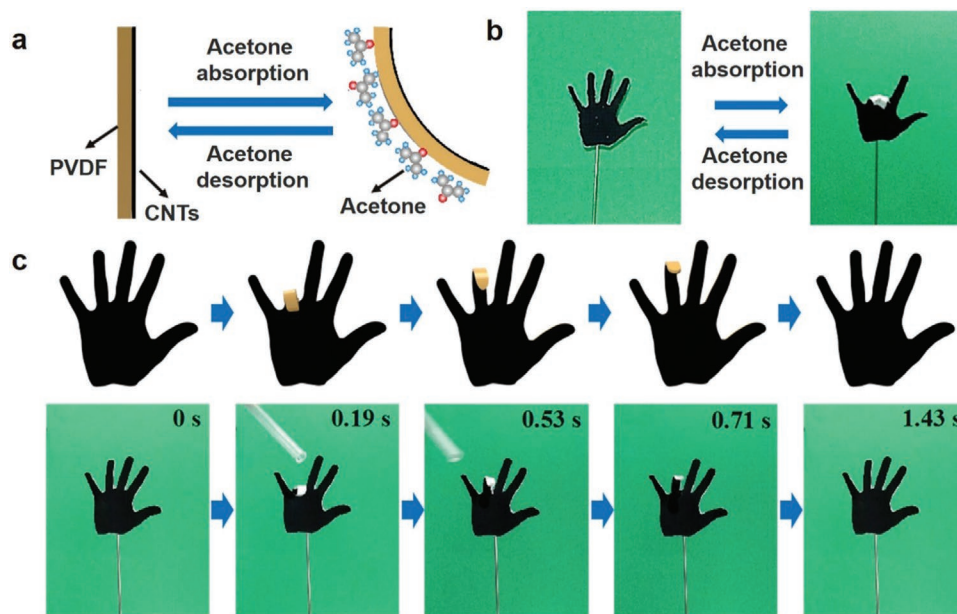 a
Acetone
absorption
Acetone
desorption
PVDF
CNTs
Acetone
b
Acetone
absorption
Acetone
desorption
c
0 s
0.19 s
0.53 s
0.71 s
1.43 s